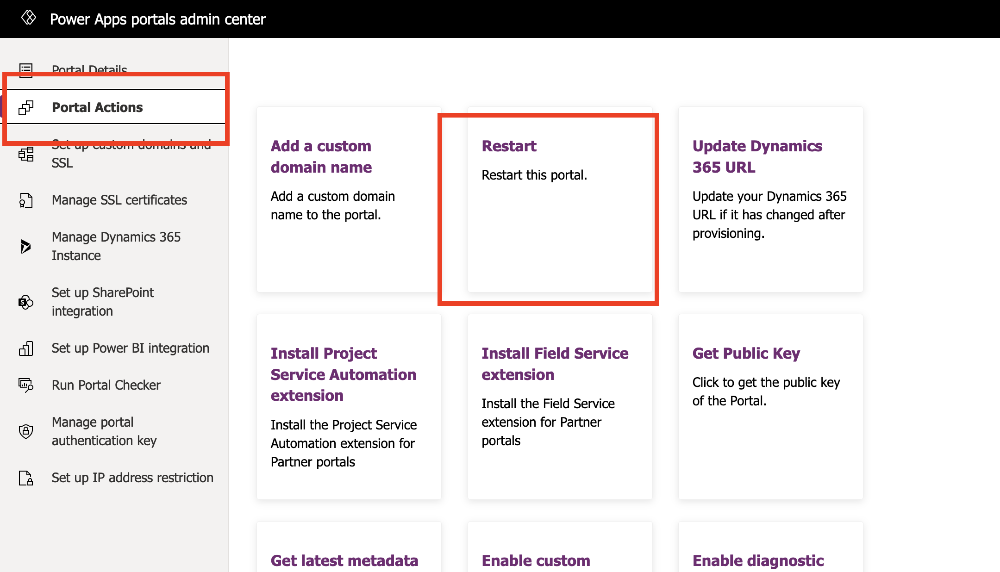 Power Apps portals admin center
Portal Details
Portal Actions
Set up custom domains and
SSL
Manage SSL certificates
Manage Dynamics 365
Instance
Set up SharePoint
integration
Set up Power BI integration
Run Portal Checker
Manage portal
authentication key
Set up IP address restriction
Add a custom
domain name
Add a custom domain
name to the portal.
Restart
Restart this portal.
Update Dynamics
365 URL
Update your Dynamics 365
URL if it has changed after
provisioning.
Install Project
Service Automation
extension
Install the Project Service
Automation extension for
Partner portals
Install Field Service
extension
Install the Field Service
extension for Partner
portals
Get Public Key
Click to get the public key
of the Portal.
Get latest metadata
Enable custom
Enable diagnostic